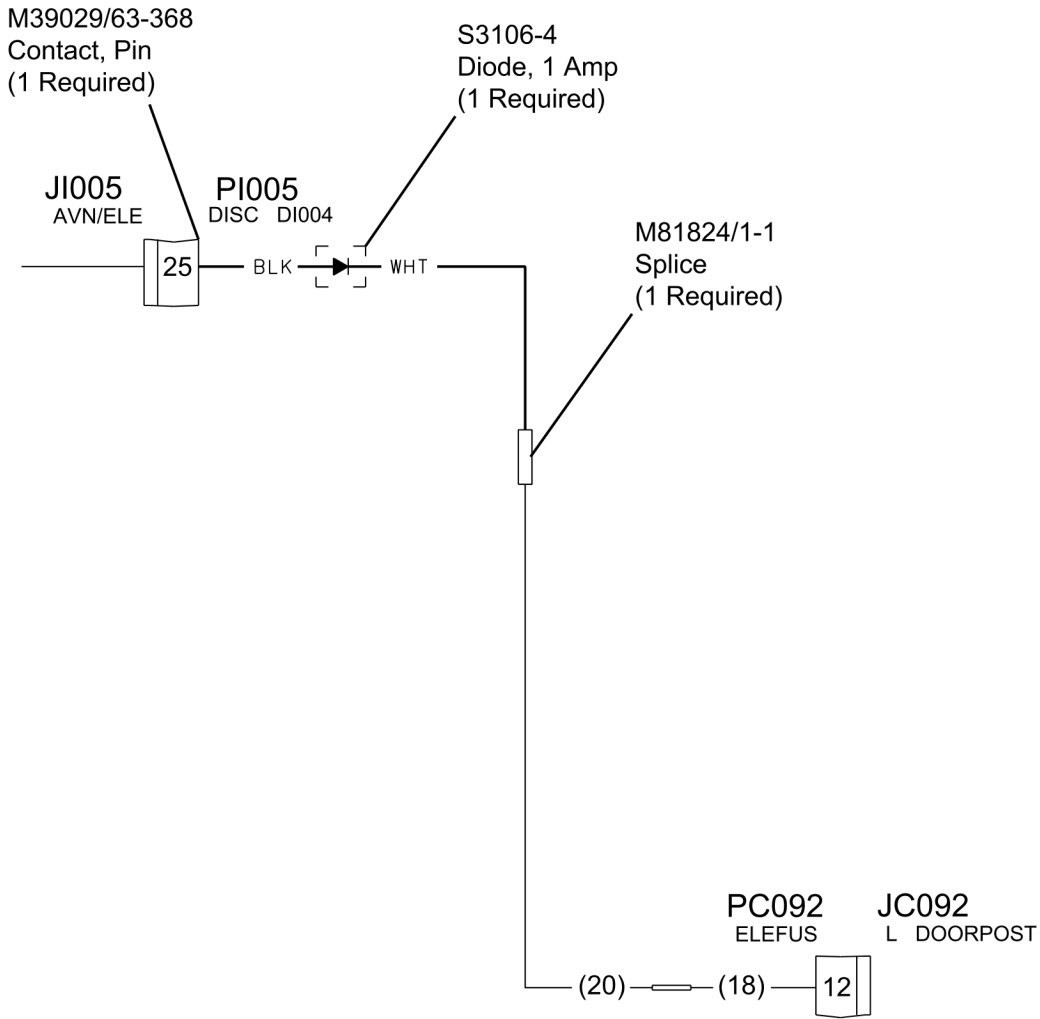 M39029/63-368
Contact, Pin
(1 Required)
S3106-4
Diode, 1 Amp
(1 Required)
JI005
AVN/ELE
PI005
DISC DI004
25
BLK
WHT
M81824/1-1
Splice
(1 Required)
PC092
ELEFUS
JC092
L DOORPOST
(20)
(18)
12